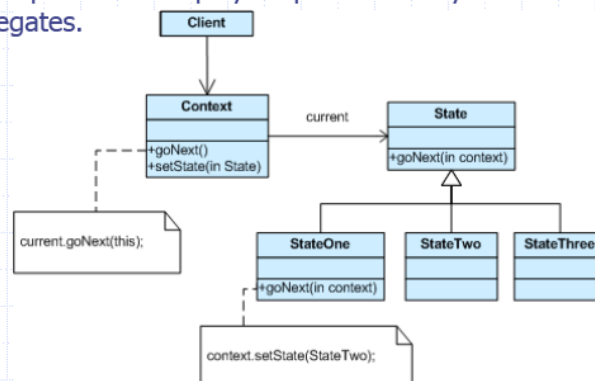 egates.
Client
Context
+goNext()
+setState(in State)
current
State
+goNext(in context)
current.goNext(this);
StateOne
+goNext(in context)
StateTwo
StateThree
context.setState(StateTwo);